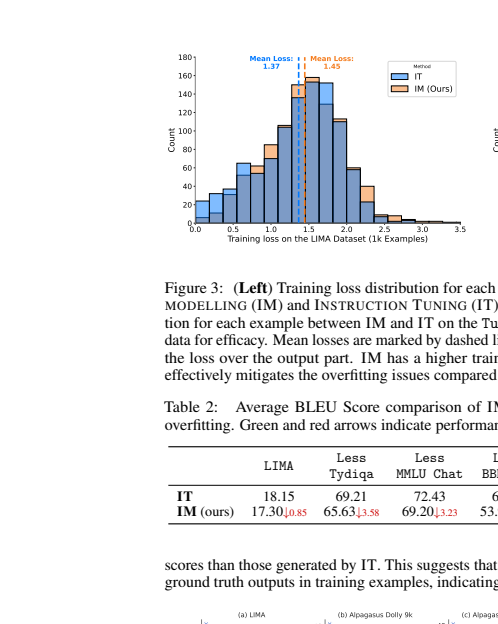 Mean Loss: Mean Loss:
1.37 1.45
Method
IT
IM (Ours)
180
160
140
120
100
80
60
40
20
0
Count
0.0 0.5 1.0 1.5 2.0 2.5 3.0 3.5
Training loss on the LIMA Dataset (1k Examples)
Figure 3: (Left) Training loss distribution for each
MODELLING (IM) and INSTRUCTION TUNING (IT)
tion for each example between IM and IT on the Tu
data for efficacy. Mean losses are marked by dashed li
the loss over the output part. IM has a higher train
effectively mitigates the overfitting issues compared
Table 2: Average BLEU Score comparison of IM
overfitting. Green and red arrows indicate performan
LIMA Less Less L
Tydiqa MMLU Chat BB
IT 18.15 69.21 72.43 6
IM (ours) 17.30↓0.85 65.63↓3.58 69.20↓3.23 53.
scores than those generated by IT. This suggests that
ground truth outputs in training examples, indicating
(a) LIMA (b) Alpagasus Dolly 9k (c) Alpagas